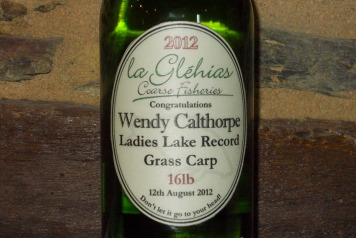 2012
la Gléhias
Coarse Fisheries
Congratulations
Wendy Calthorpe
Ladies Lake Record
Grass Carp
16lb
12th August 2012
Don't let it go to your head!